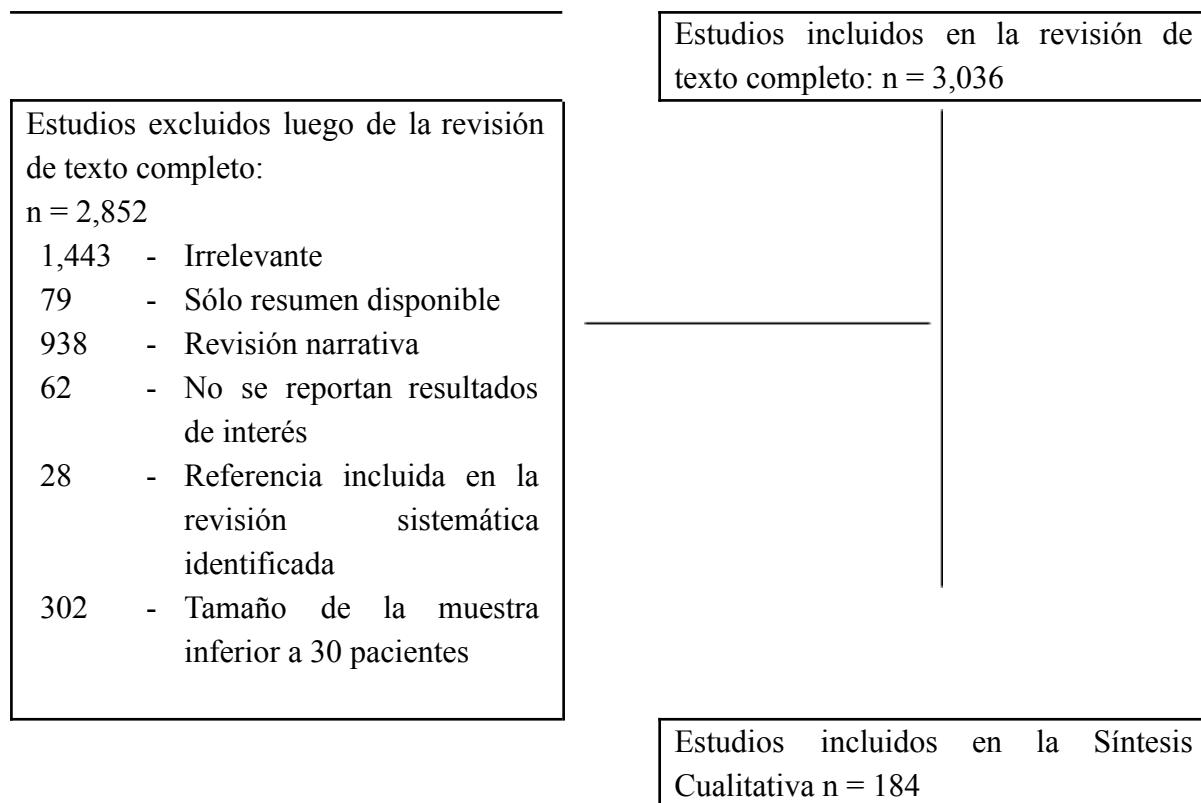 Estudios incluidos en la revisión de
texto completo: n = 3,036
Estudios excluidos luego de la revisión
de texto completo:
n = 2,852
1,443 - Irrelevante
79 - Sólo resumen disponible
938 - Revisión narrativa
62 - No se reportan resultados
de interés
28 - Referencia incluida en la
revisión sistemática
identificada
302 - Tamaño de la muestra
inferior a 30 pacientes
Estudios incluidos en la Síntesis
Cualitativa n = 184